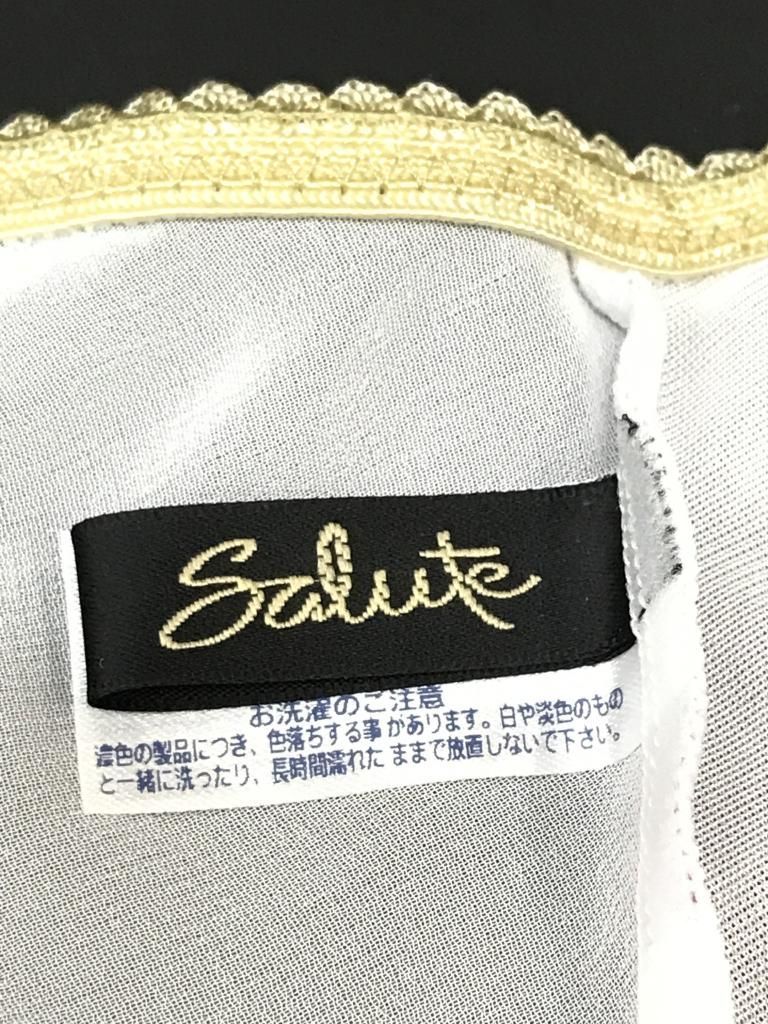 Salute
お洗濯のご注意
濃色の製品につき、色落ちする事があります。白や淡色のもの
と一緒に洗ったり、長時間濡れたままで放置しないで下さい。